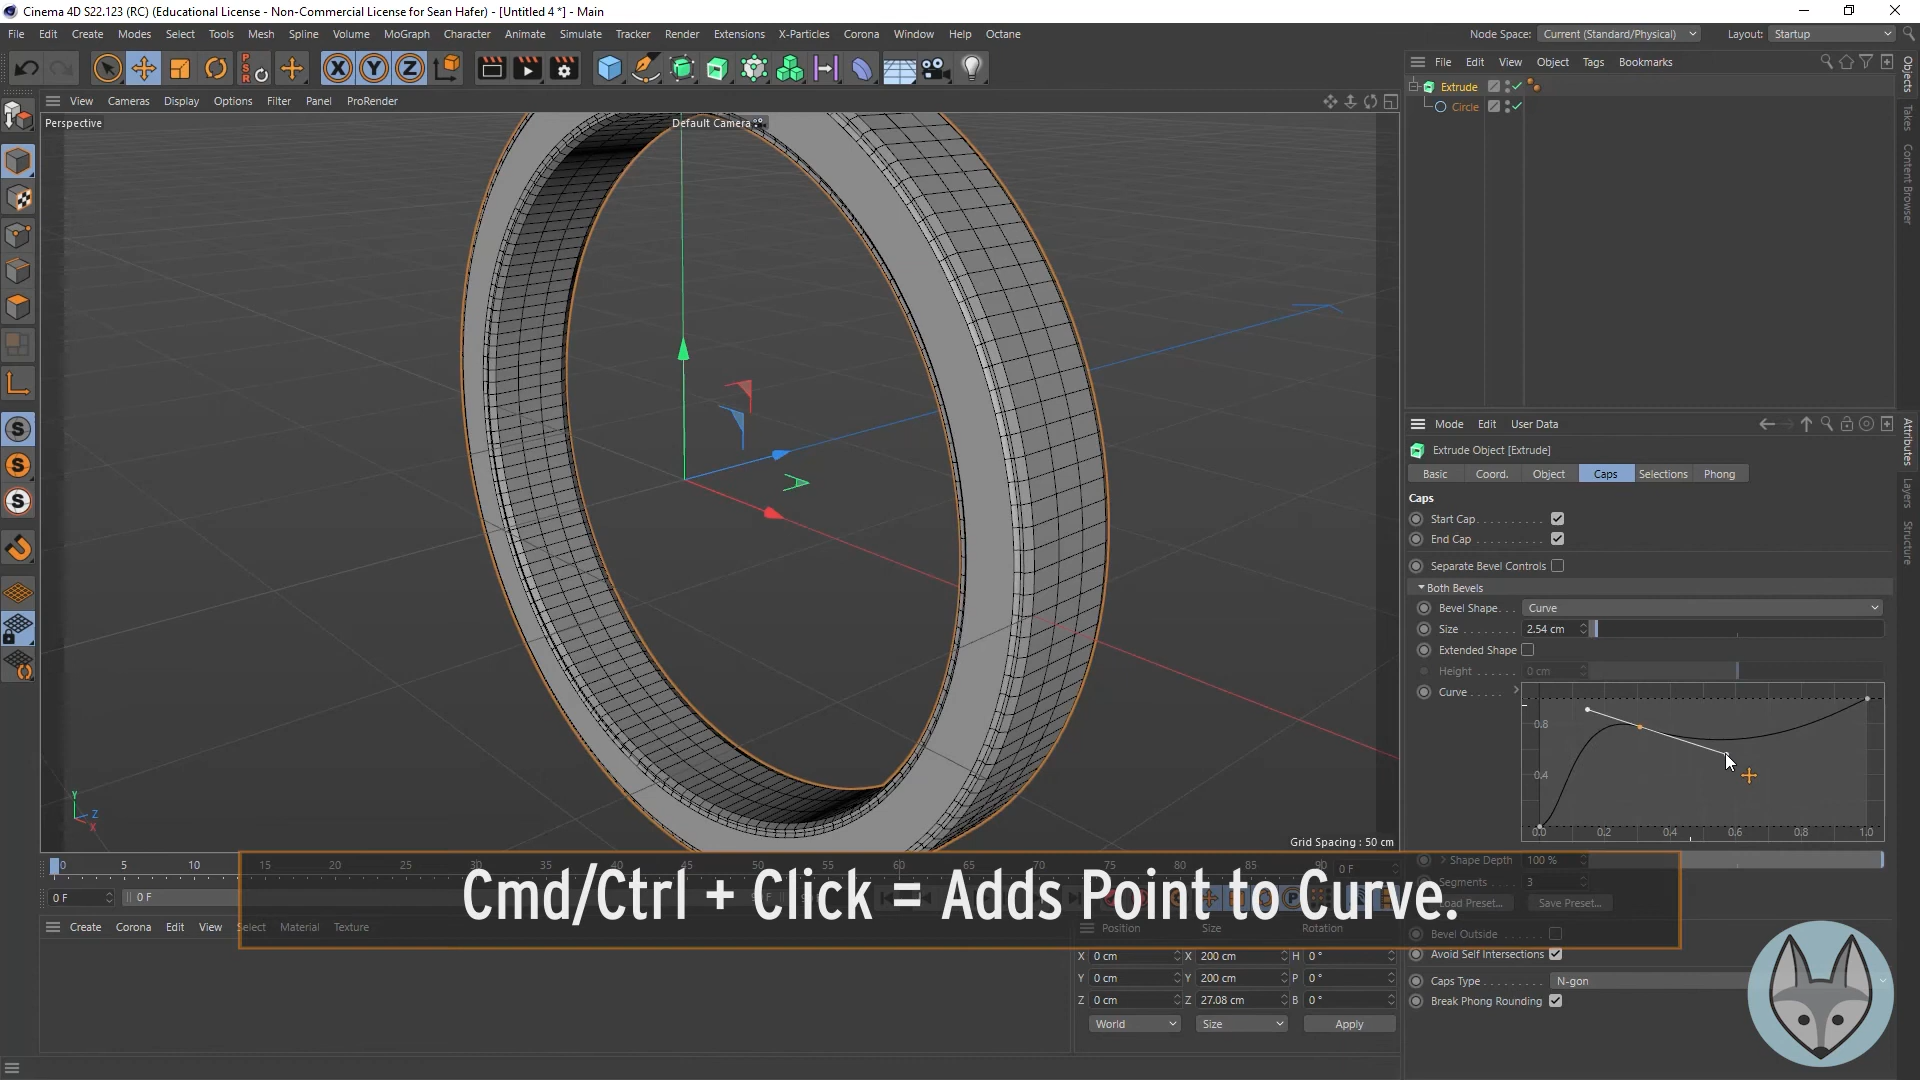 Cinema 4D S22.123 (RC) (Educational License - Non-Commercial License for Sean Hafer) - [Untitled 4 *] - Main
File Edit Create Modes Select Tools Mesh Spline Volume MoGraph Character Animate Simulate Tracker Render Extensions X-Particles Corona Window Help Octane
Node Space: Current (Standard/Physical) Layout: Startup
PSR X Y Z
View Cameras Display Options Filter Panel ProRender
File Edit View Object Tags Bookmarks
Perspective
Default Camera
Extrude
Circle
Objects
Takes
Content Browser
Mode Edit User Data
Extrude Object [Extrude]
Basic Coord. Object Caps Selections Phong
Attributes
Layers
Structure
Caps
Start Cap
End Cap
Separate Bevel Controls
Both Bevels
Bevel Shape Curve
Size 2.54 cm
Extended Shape
Height 0 cm
Curve
0.8
0.4
0.0 0.2 0.4 0.6 0.8 1.0
S
S
S
Y
Z
X
Grid Spacing : 50 cm
0 5 10 15 20 25 30 35 40 45 50 55 60 65 70 75 80 85 90 0 F
0 F 0 F
Cmd/Ctrl + Click = Adds Point to Curve.
Shape Depth 100 %
Segments 3
Load Preset... Save Preset...
Create Corona Edit View Select Material Texture
Position Size Rotation
X 0 cm X 200 cm H 0 °
Y 0 cm Y 200 cm P 0 °
Z 0 cm Z 27.08 cm B 0 °
World Size Apply
Bevel Outside
Avoid Self Intersections
Caps Type N-gon
Break Phong Rounding